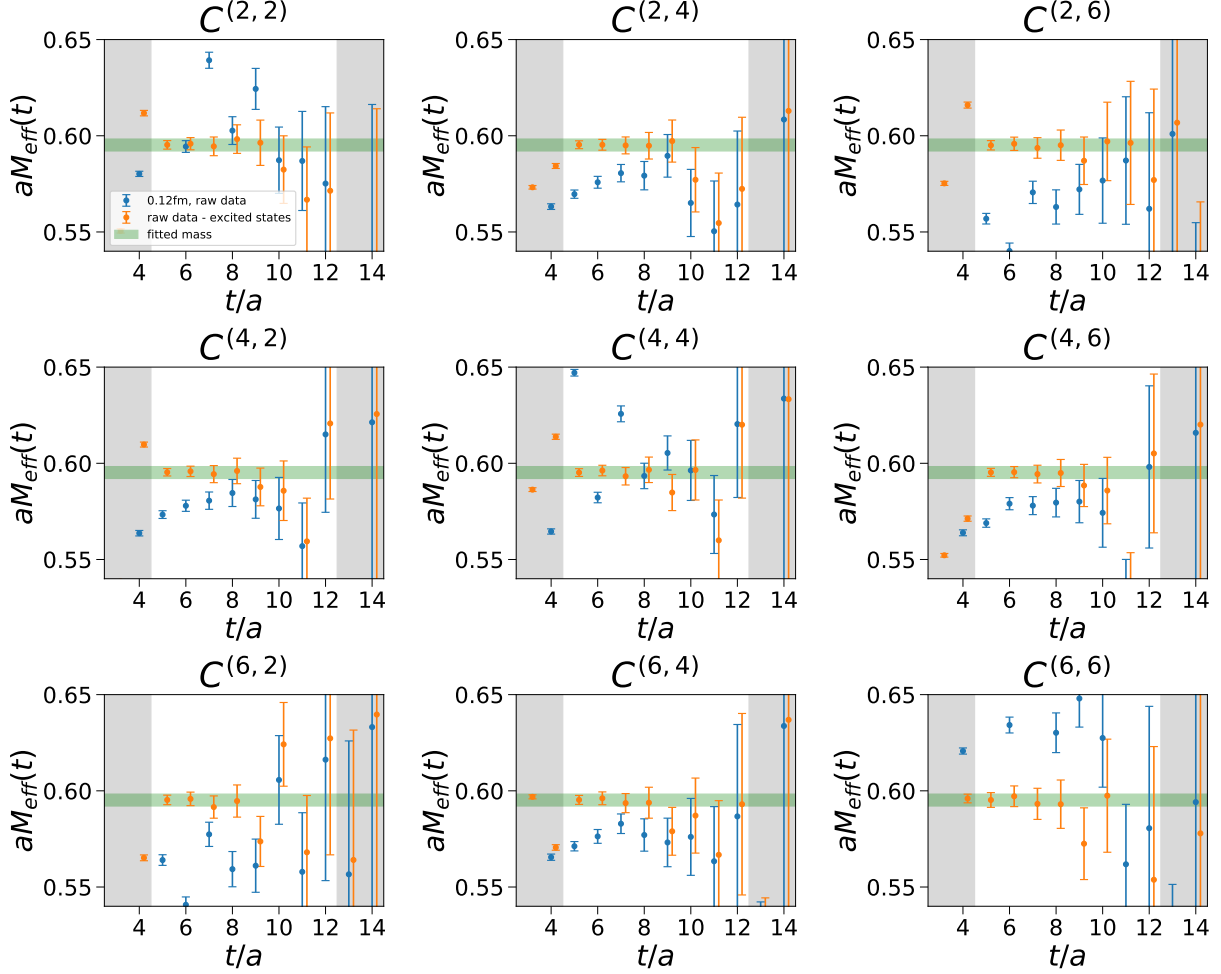 C^(2, 2)
aM_eff(t)
0.65
0.60
0.55
0.12fm, raw data
raw data - excited states
fitted mass
4 6 8 10 12 14
t/a
C^(2, 4)
aM_eff(t)
0.65
0.60
0.55
4 6 8 10 12 14
t/a
C^(2, 6)
aM_eff(t)
0.65
0.60
0.55
4 6 8 10 12 14
t/a
C^(4, 2)
aM_eff(t)
0.65
0.60
0.55
4 6 8 10 12 14
t/a
C^(4, 4)
aM_eff(t)
0.65
0.60
0.55
4 6 8 10 12 14
t/a
C^(4, 6)
aM_eff(t)
0.65
0.60
0.55
4 6 8 10 12 14
t/a
C^(6, 2)
aM_eff(t)
0.65
0.60
0.55
4 6 8 10 12 14
t/a
C^(6, 4)
aM_eff(t)
0.65
0.60
0.55
4 6 8 10 12 14
t/a
C^(6, 6)
aM_eff(t)
0.65
0.60
0.55
4 6 8 10 12 14
t/a